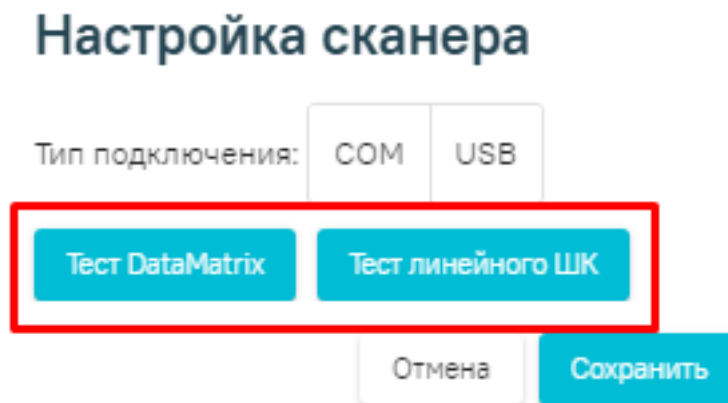 Настройка сканера
Тип подключения: COM USB
Тест DataMatrix Тест линейного ШК
Отмена Сохранить